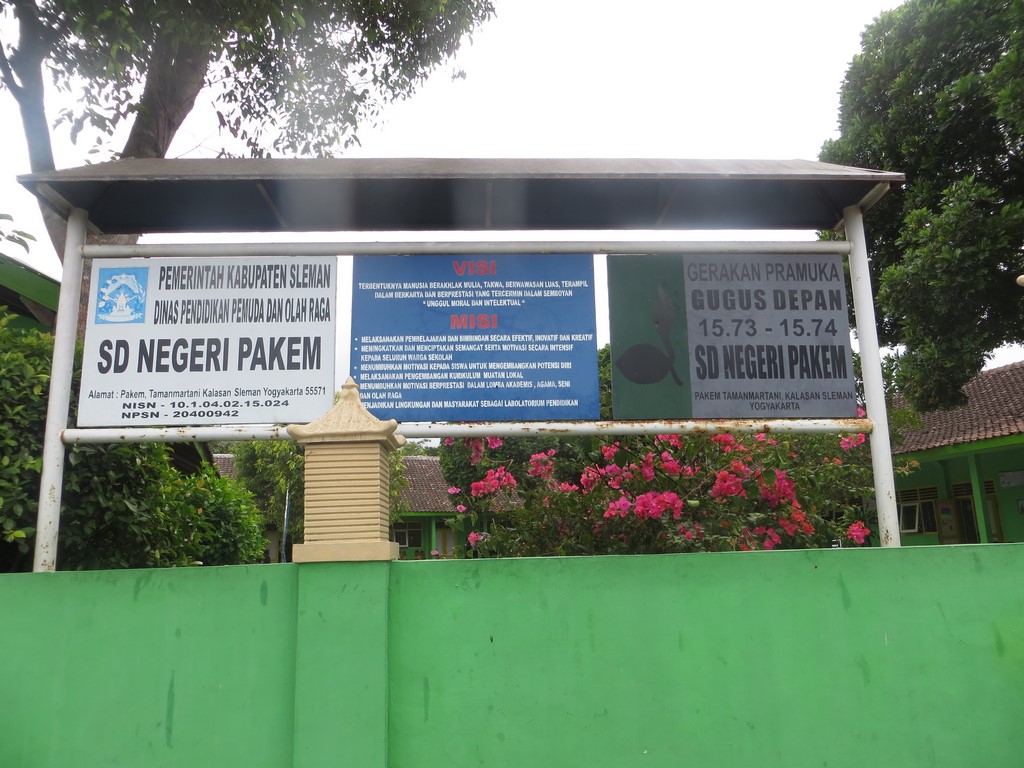 PEMERINTAH KABUPATEN SLEMAN
DINAS PENDIDIKAN PEMUDA DAN OLAH RAGA
SD NEGERI PAKEM
Alamat : Pakem, Tamanmartani Kalasan Sleman Yogyakarta 55571
NISN - 10.1.04.02.15.024
NPSN - 20400942
VISI
TERBENTUKNYA MANUSIA BERAKHLAK MULIA, TAKWA, BERWAWASAN LUAS, TERAMPIL
DALAM BERKARYA DAN BERPRESTASI YANG TERCERMIN DALAM SEMBOYAN
" UNGGUL MORAL DAN INTELEKTUAL "
MISI
• MELAKSANAKAN PEMBELAJARAN DAN BIMBINGAN SECARA EFEKTIF, INOVATIF DAN KREATIF
• MENINGKATKAN DAN MENCIPTAKAN SEMANGAT SERTA MOTIVASI SECARA INTENSIF
KEPADA SELURUH WARGA SEKOLAH
• MENUMBUHKAN MOTIVASI KEPADA SISWA UNTUK MENGEMBANGKAN POTENSI DIRI
• MELAKSANAKAN PENGEMBANGAN KURIKULUM MUATAN LOKAL
• MENUMBUHKAN MOTIVASI BERPRESTASI DALAM LOMBA AKADEMIS , AGAMA, SENI
DAN OLAH RAGA
MENJADIKAN LINGKUNGAN DAN MASYARAKAT SEBAGAI LABOLATORIUM PENDIDIKAN
GERAKAN PRAMUKA
GUGUS DEPAN
15.73 - 15.74
SD NEGERI PAKEM
PAKEM TAMANMARTANI, KALASAN SLEMAN
YOGYAKARTA